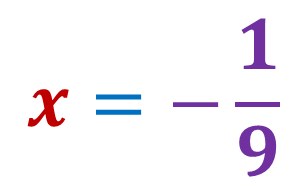 x = −1/9